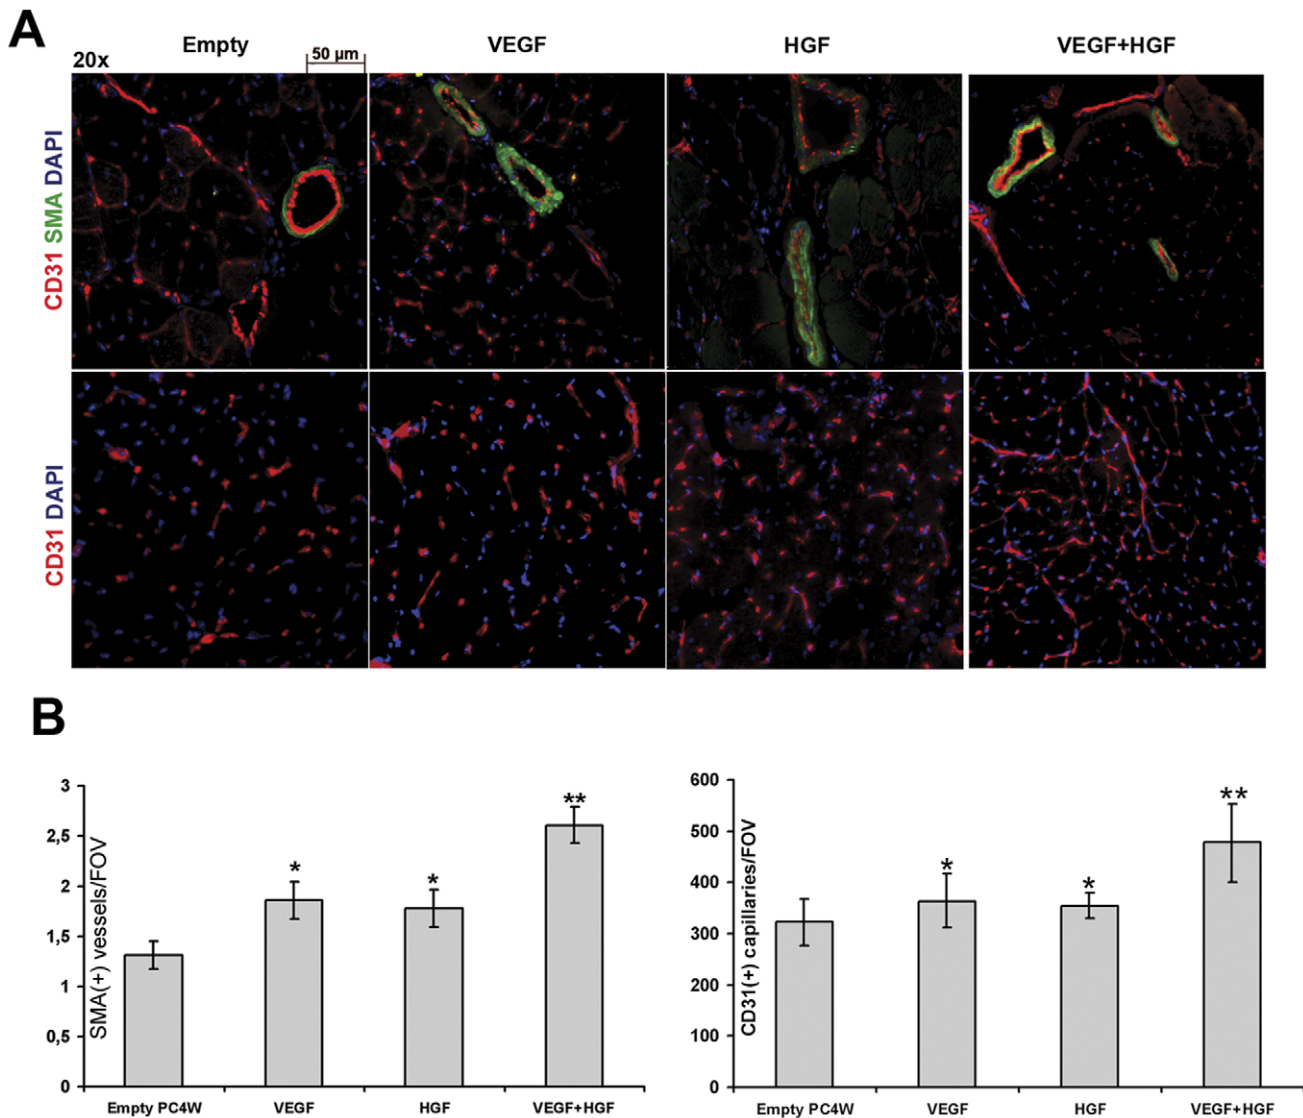 A
Empty
VEGF
HGF
VEGF+HGF
20x
50 µm
CD31 SMA DAPI
CD31 DAPI
B
3
2,5
2
1,5
1
0,5
0
SMA(+) vessels/FOV
*
*
**
Empty PC4W
VEGF
HGF
VEGF+HGF
600
500
400
300
200
100
0
CD31(+) capillaries/FOV
*
*
**
Empty PC4W
VEGF
HGF
VEGF+HGF